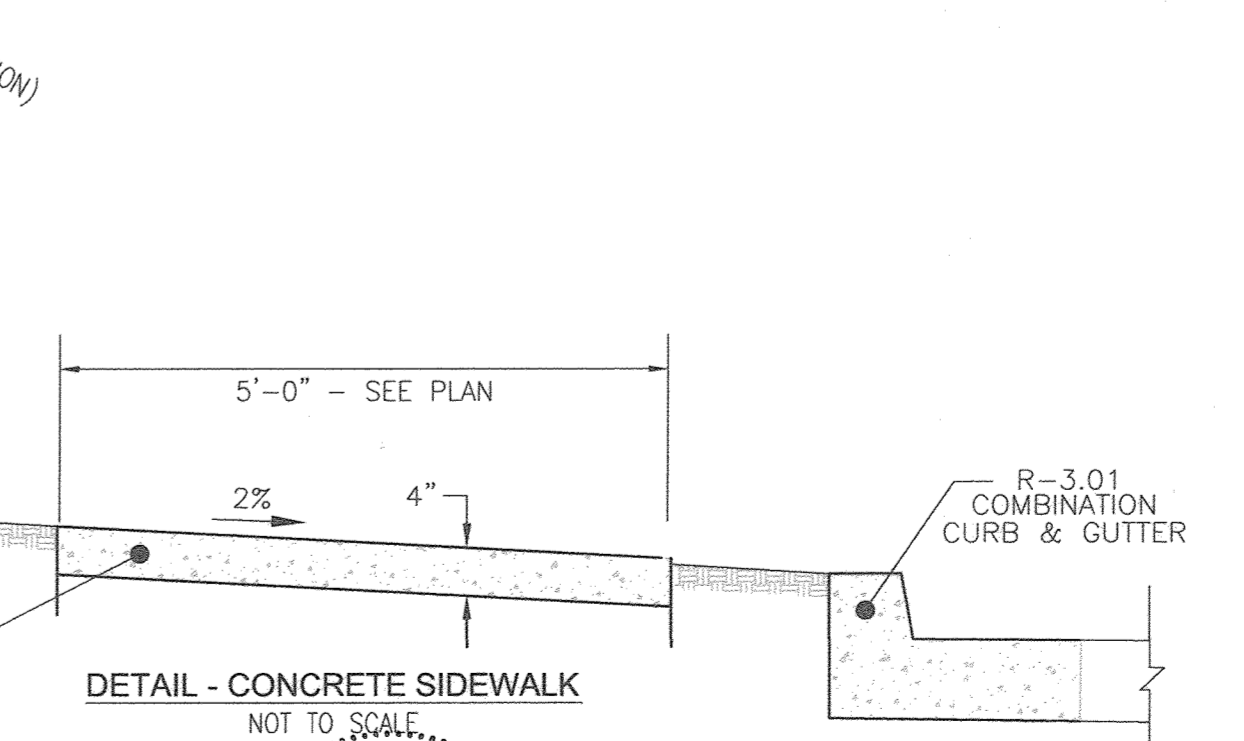 ON)
5'-0" - SEE PLAN
2%
4"
R-3.01
COMBINATION
CURB & GUTTER
DETAIL - CONCRETE SIDEWALK
NOT TO SCALE